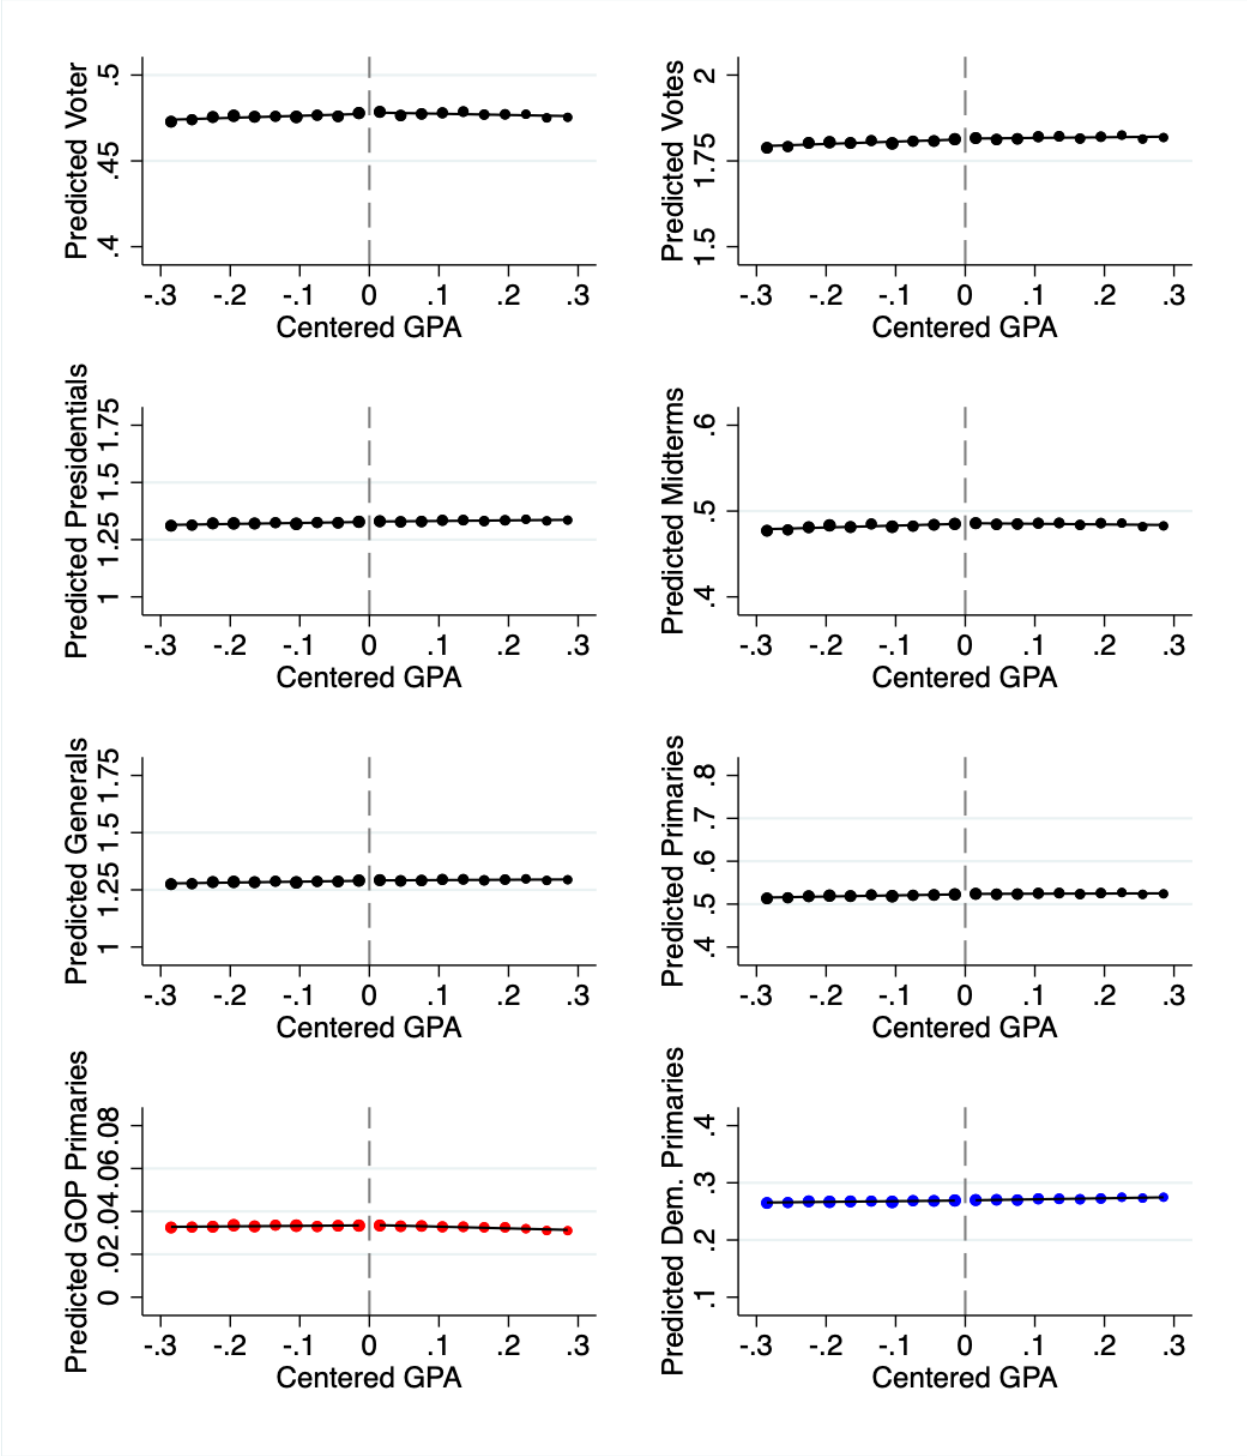 Predicted Voter
.5
.45
.4
-.3 -.2 -.1 0 .1 .2 .3
Centered GPA
Predicted Votes
2
1.75
1.5
-.3 -.2 -.1 0 .1 .2 .3
Centered GPA
Predicted Presidentials
1.75
1.5
1.25
1
-.3 -.2 -.1 0 .1 .2 .3
Centered GPA
Predicted Midterms
.6
.5
.4
-.3 -.2 -.1 0 .1 .2 .3
Centered GPA
Predicted Generals
1.75
1.5
1.25
1
-.3 -.2 -.1 0 .1 .2 .3
Centered GPA
Predicted Primaries
.8
.7
.6
.5
.4
-.3 -.2 -.1 0 .1 .2 .3
Centered GPA
Predicted GOP Primaries
.08
.06
.04
.02
0
-.3 -.2 -.1 0 .1 .2 .3
Centered GPA
Predicted Dem. Primaries
.4
.3
.2
.1
-.3 -.2 -.1 0 .1 .2 .3
Centered GPA